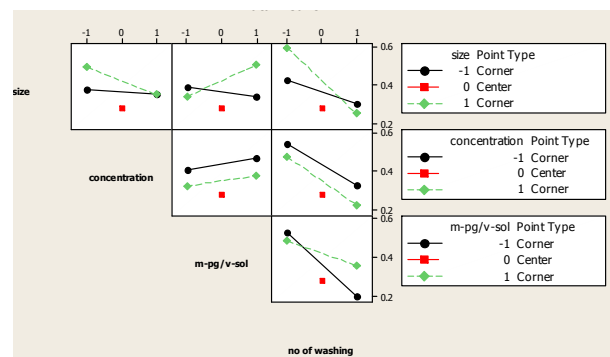 -1 0 1 -1 0 1 -1 0 1
size
0.6
0.4
0.2
size Point Type
-1 Corner
0 Center
1 Corner
concentration
0.6
0.4
0.2
concentration Point Type
-1 Corner
0 Center
1 Corner
m-pg/v-sol
0.6
0.4
0.2
m-pg/v-sol Point Type
-1 Corner
0 Center
1 Corner
no of washing